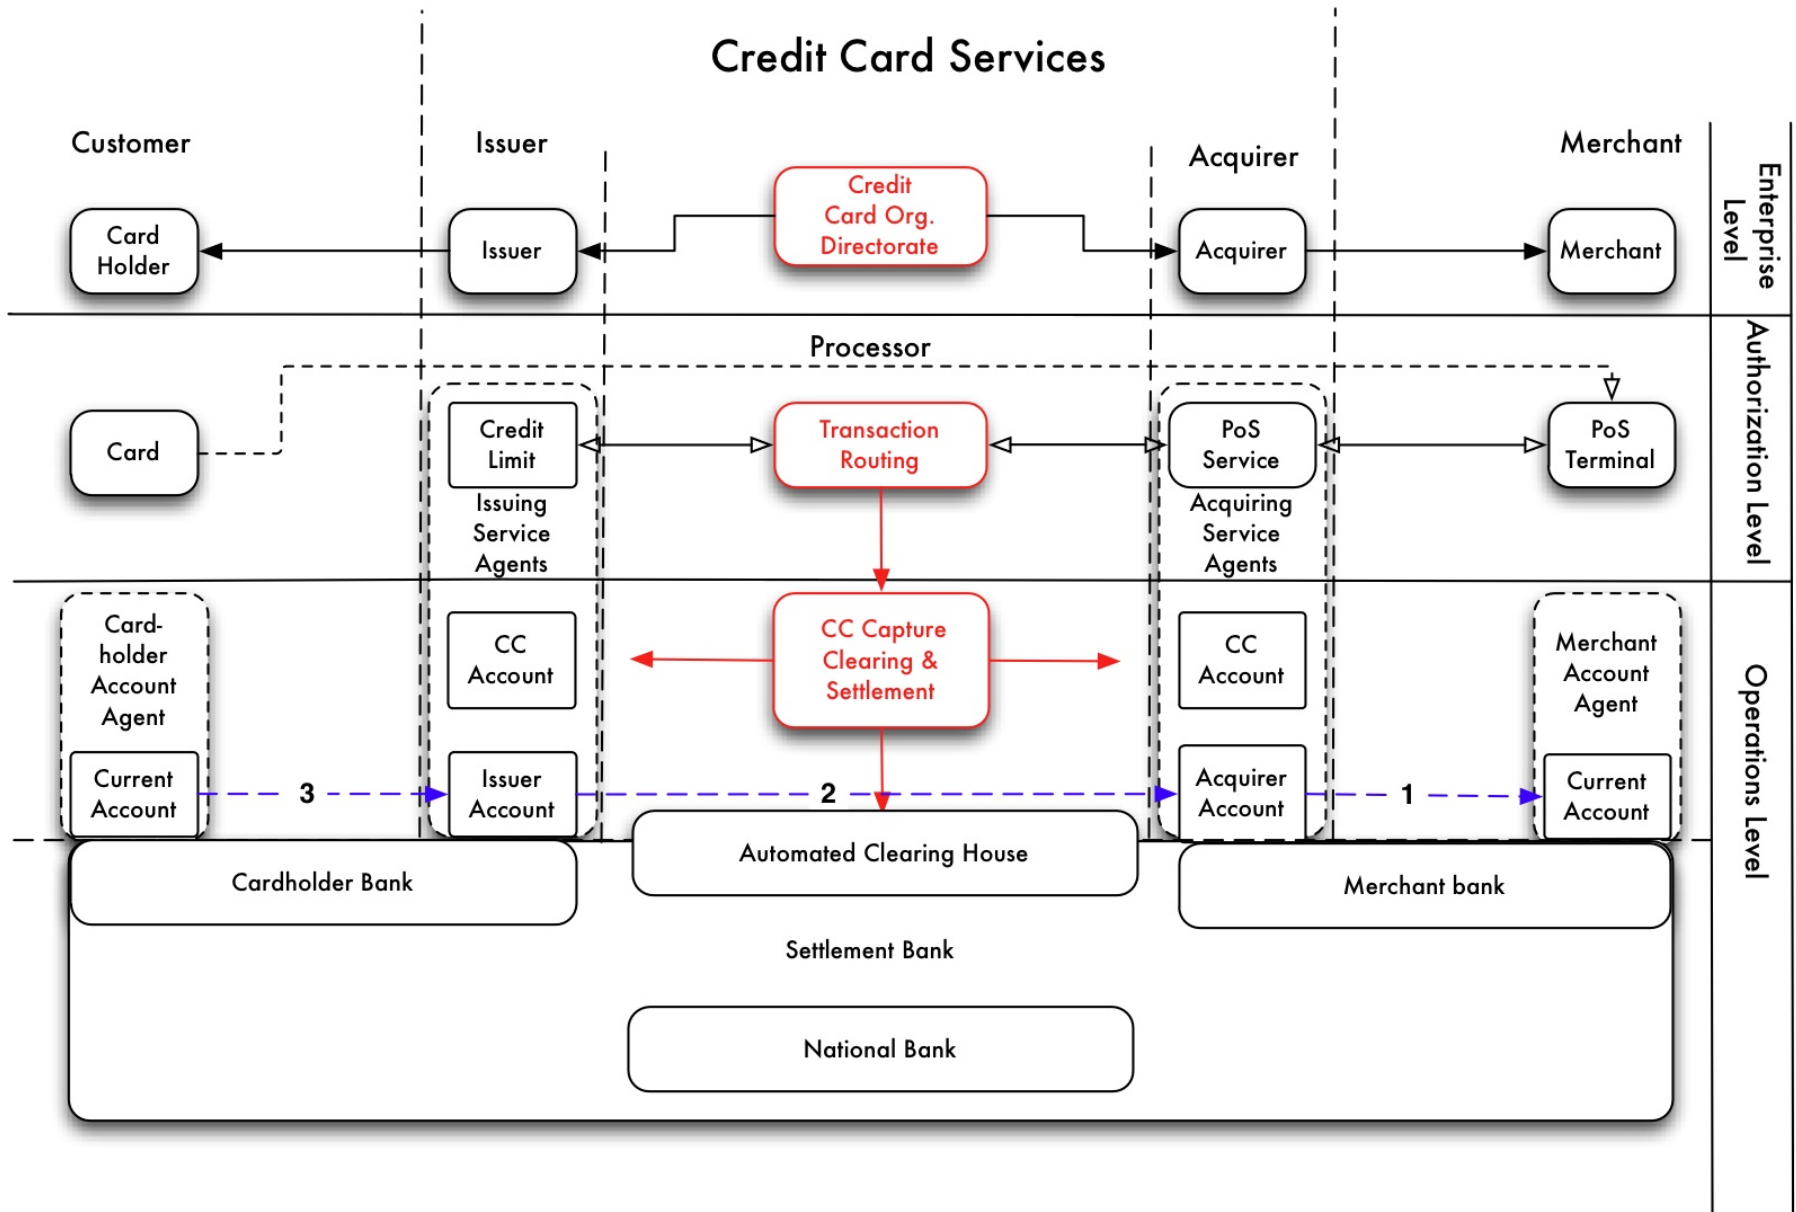 Credit Card Services
Customer
Issuer
Acquirer
Merchant
Card
Holder
Issuer
Credit
Card Org.
Directorate
Acquirer
Merchant
Enterprise
Level
Processor
Card
Credit
Limit
Issuing
Service
Agents
Transaction
Routing
PoS
Service
Acquiring
Service
Agents
PoS
Terminal
Authorization Level
Card-
holder
Account
Agent
CC
Account
CC Capture
Clearing &
Settlement
CC
Account
Merchant
Account
Agent
Current
Account
3
Issuer
Account
2
Acquirer
Account
1
Current
Account
Operations Level
Cardholder Bank
Automated Clearing House
Merchant bank
Settlement Bank
National Bank